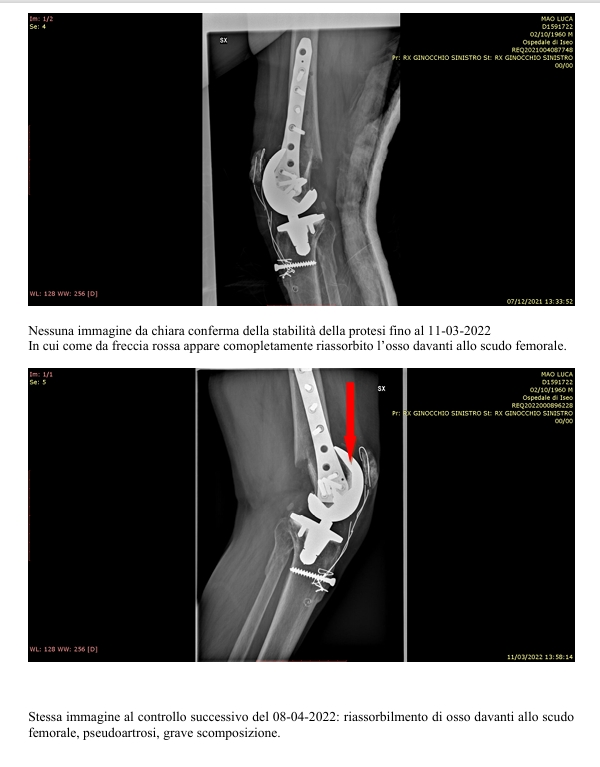 Im: 1/2
Se: 4
MAO LUCA
D1591722
02/10/1960 M
Ospedale di Iseo
REQ2021004087748
Pr: RX GINOCCHIO SINISTRO St: RX GINOCCHIO SINISTRO
00/00
SX
WL: 128 WW: 256 [D]
07/12/2021 13:33:52
Nessuna immagine da chiara conferma della stabilità della protesi fino al 11-03-2022
In cui come da freccia rossa appare comopletamente riassorbito l'osso davanti allo scudo femorale.
Im: 1/1
Se: 5
MAO LUCA
D1591722
02/10/1960 M
Ospedale di Iseo
REQ2022000896228
Pr: RX GINOCCHIO SINISTRO St: RX GINOCCHIO SINISTRO
00/00
SX
WL: 128 WW: 256 [D]
11/03/2022 13:58:14
Stessa immagine al controllo successivo del 08-04-2022: riassorbilmento di osso davanti allo scudo
femorale, pseudoartrosi, grave scomposizione.